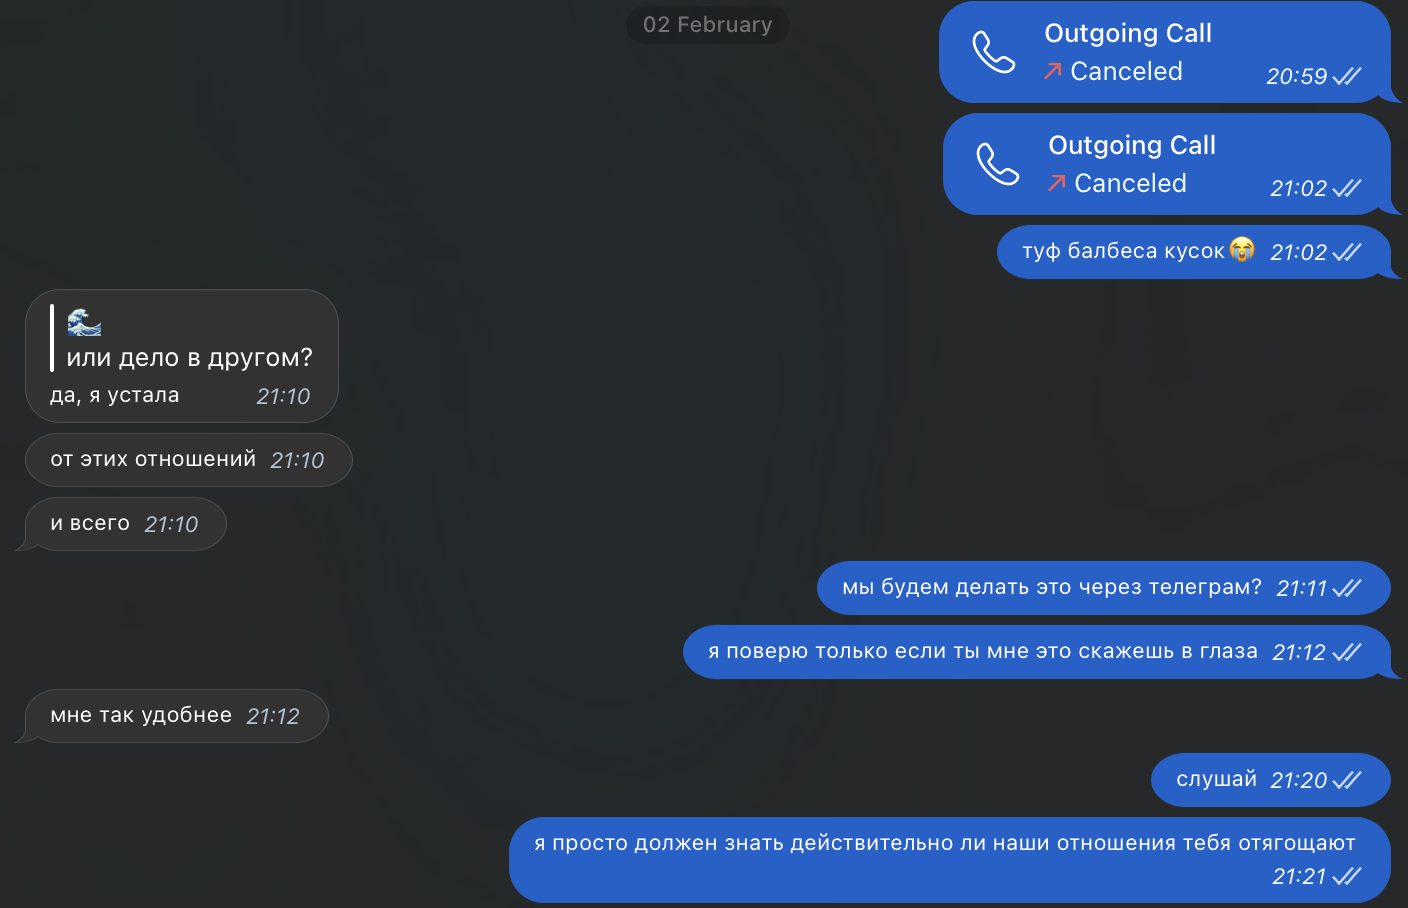 02 February
Outgoing Call
Canceled 20:59
Outgoing Call
Canceled 21:02
туф балбеса кусок😭 21:02
🌊
или дело в другом?
да, я устала 21:10
от этих отношений 21:10
и всего 21:10
мы будем делать это через телеграм? 21:11
я поверю только если ты мне это скажешь в глаза 21:12
мне так удобнее 21:12
слушай 21:20
я просто должен знать действительно ли наши отношения тебя отягощают
21:21